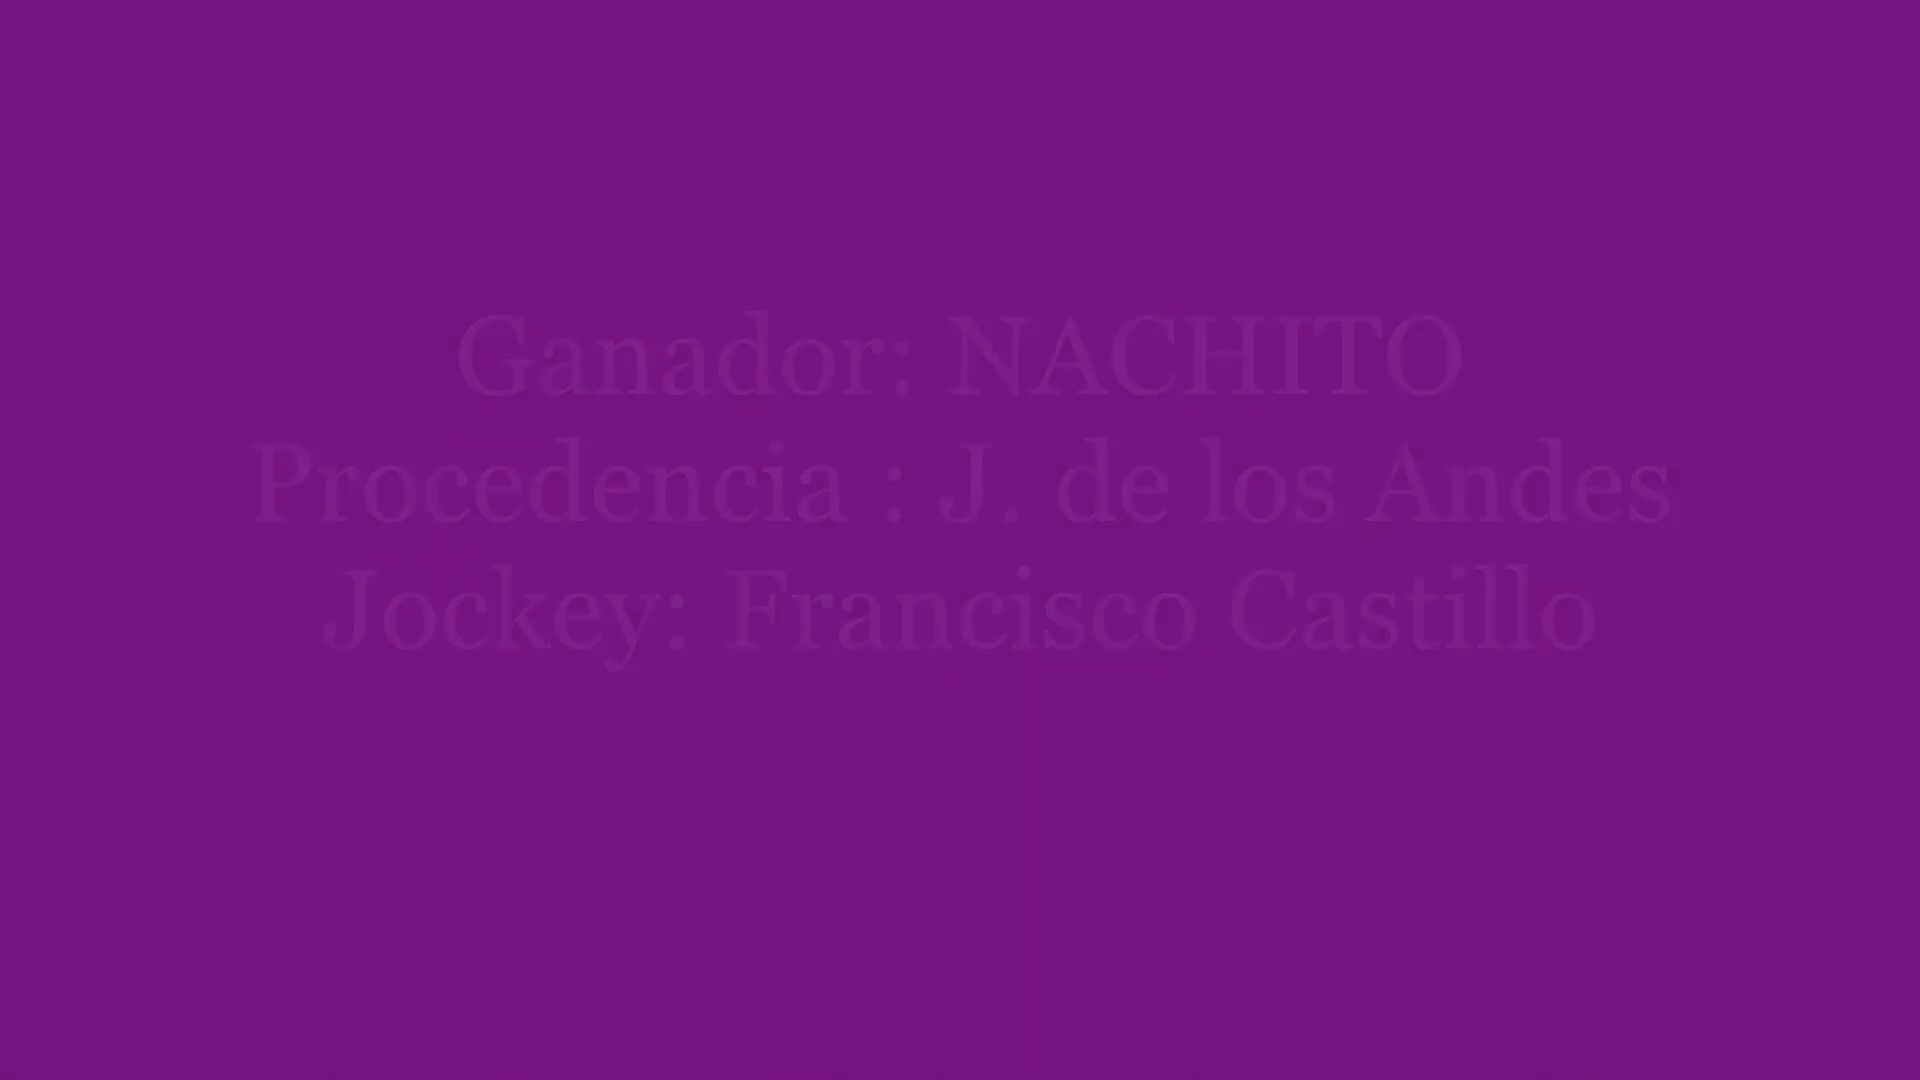 Ganador: NACHITO
Procedencia : J. de los Andes
Jockey: Francisco Castillo